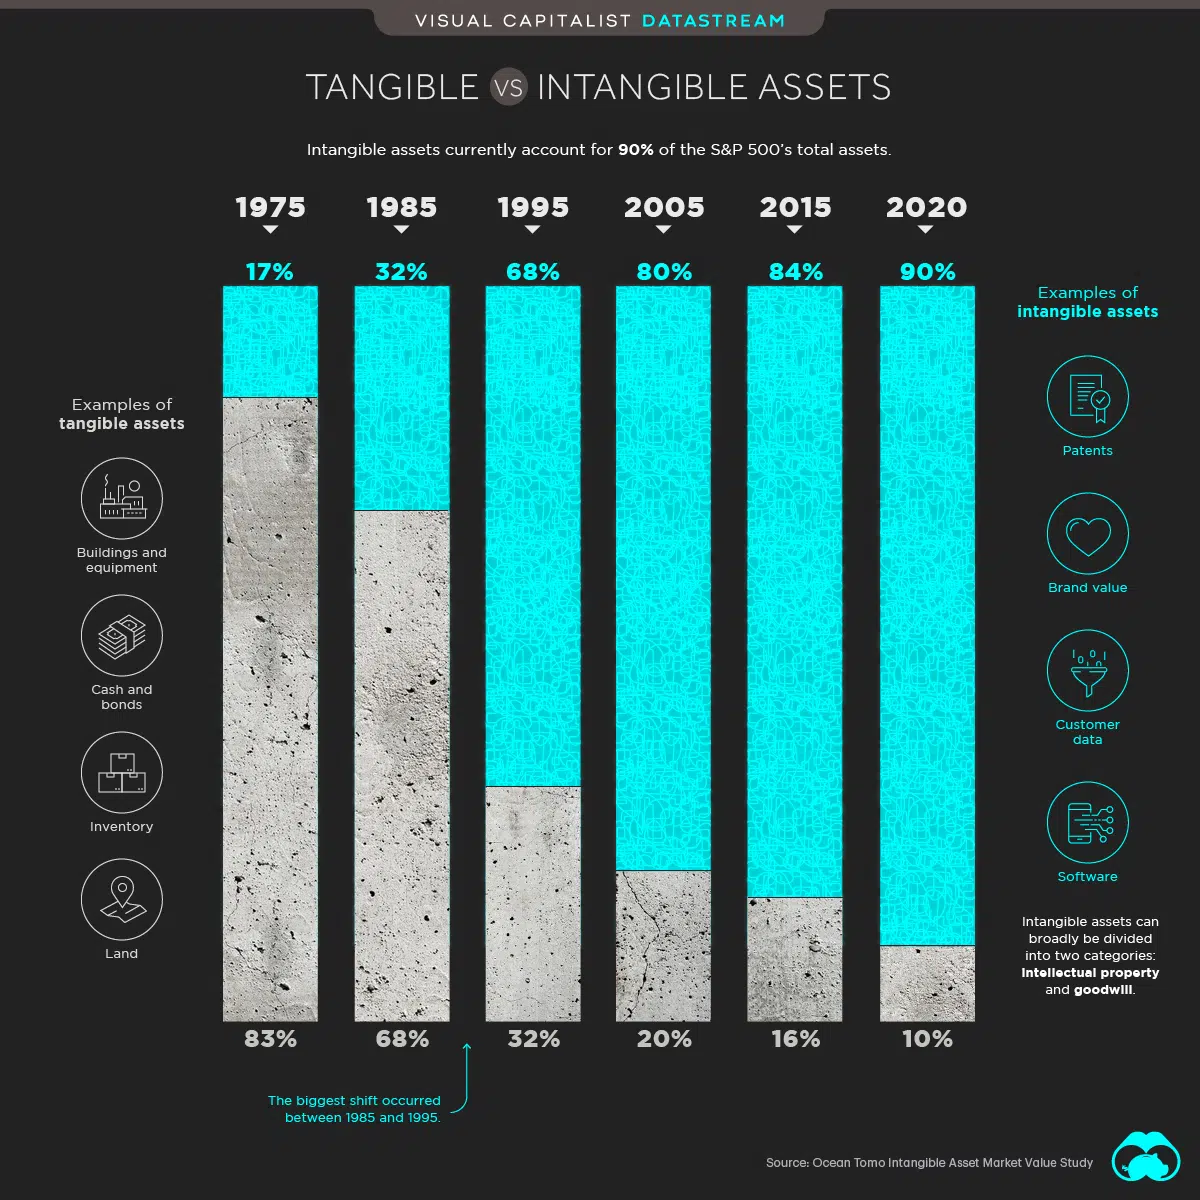 VISUAL CAPITALIST DATASTREAM
TANGIBLE VS INTANGIBLE ASSETS
Intangible assets currently account for 90% of the S&P 500's total assets.
1975 1985 1995 2005 2015 2020
17% 32% 68% 80% 84% 90%
Examples of
tangible assets
Buildings and
equipment
Cash and
bonds
Inventory
Land
Examples of
intangible assets
Patents
Brand value
Customer
data
Software
Intangible assets can
broadly be divided
into two categories:
intellectual property
and goodwill.
83% 68% 32% 20% 16% 10%
The biggest shift occurred
between 1985 and 1995.
Source: Ocean Tomo Intangible Asset Market Value Study